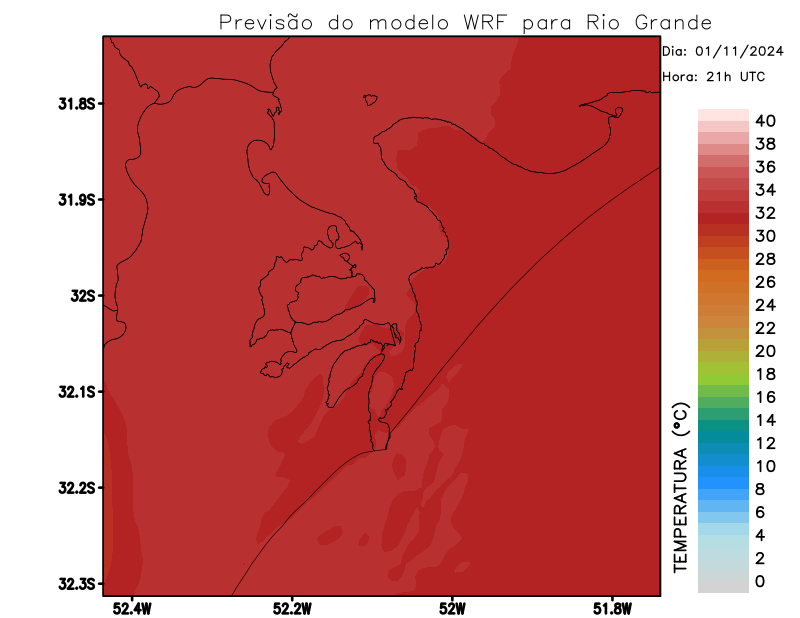 Previsão do modelo WRF para Rio Grande
Dia: 01/11/2024
Hora: 21h UTC
31.8S
31.9S
32S
32.1S
32.2S
32.3S
52.4W
52.2W
52W
51.8W
TEMPERATURA (°C)
40
38
36
34
32
30
28
26
24
22
20
18
16
14
12
10
8
6
4
2
0